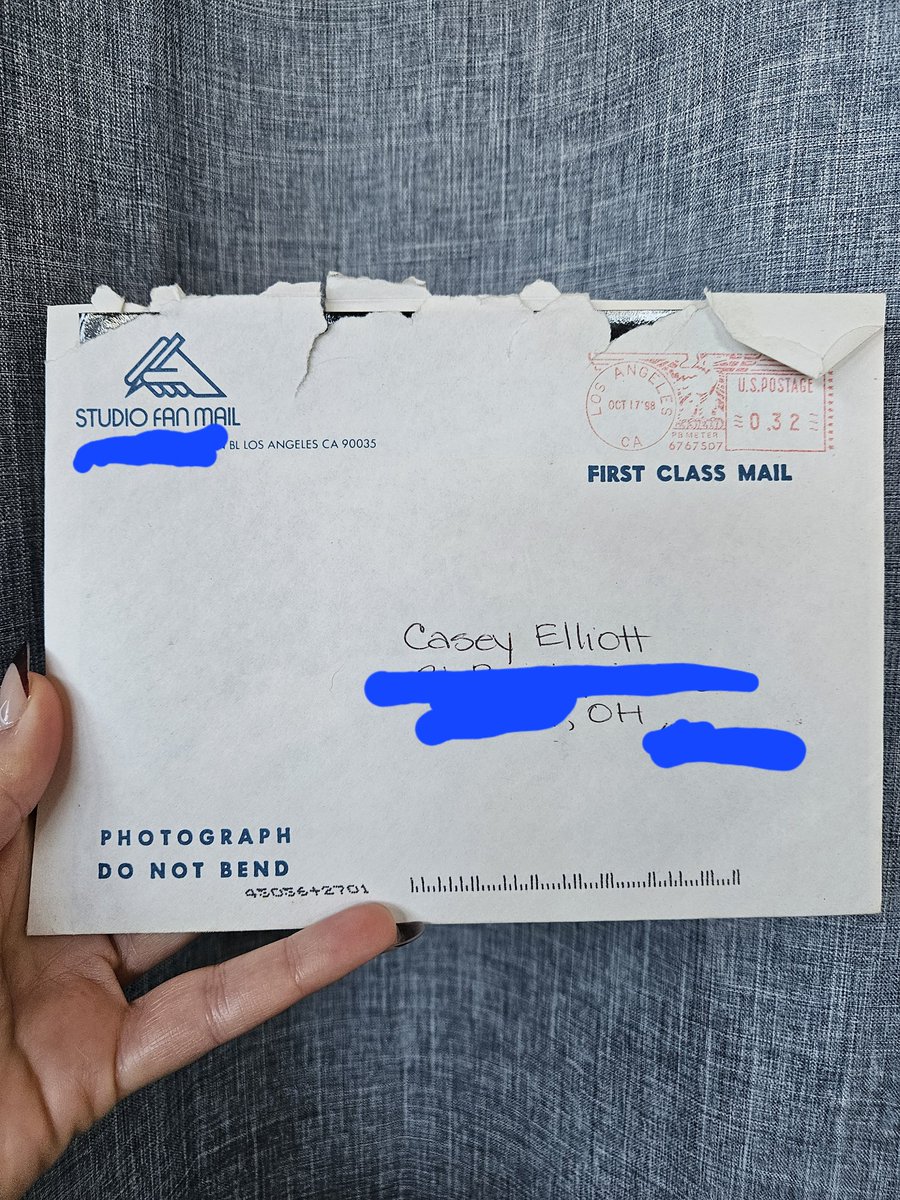 STUDIO FAN MAIL
BL LOS ANGELES CA 90035
LOS ANGELES
OCT 17'98
CA
PB METER
6767507
U.S. POSTAGE
0.32
FIRST CLASS MAIL
Casey Elliott
, OH
PHOTOGRAPH
DO NOT BEND